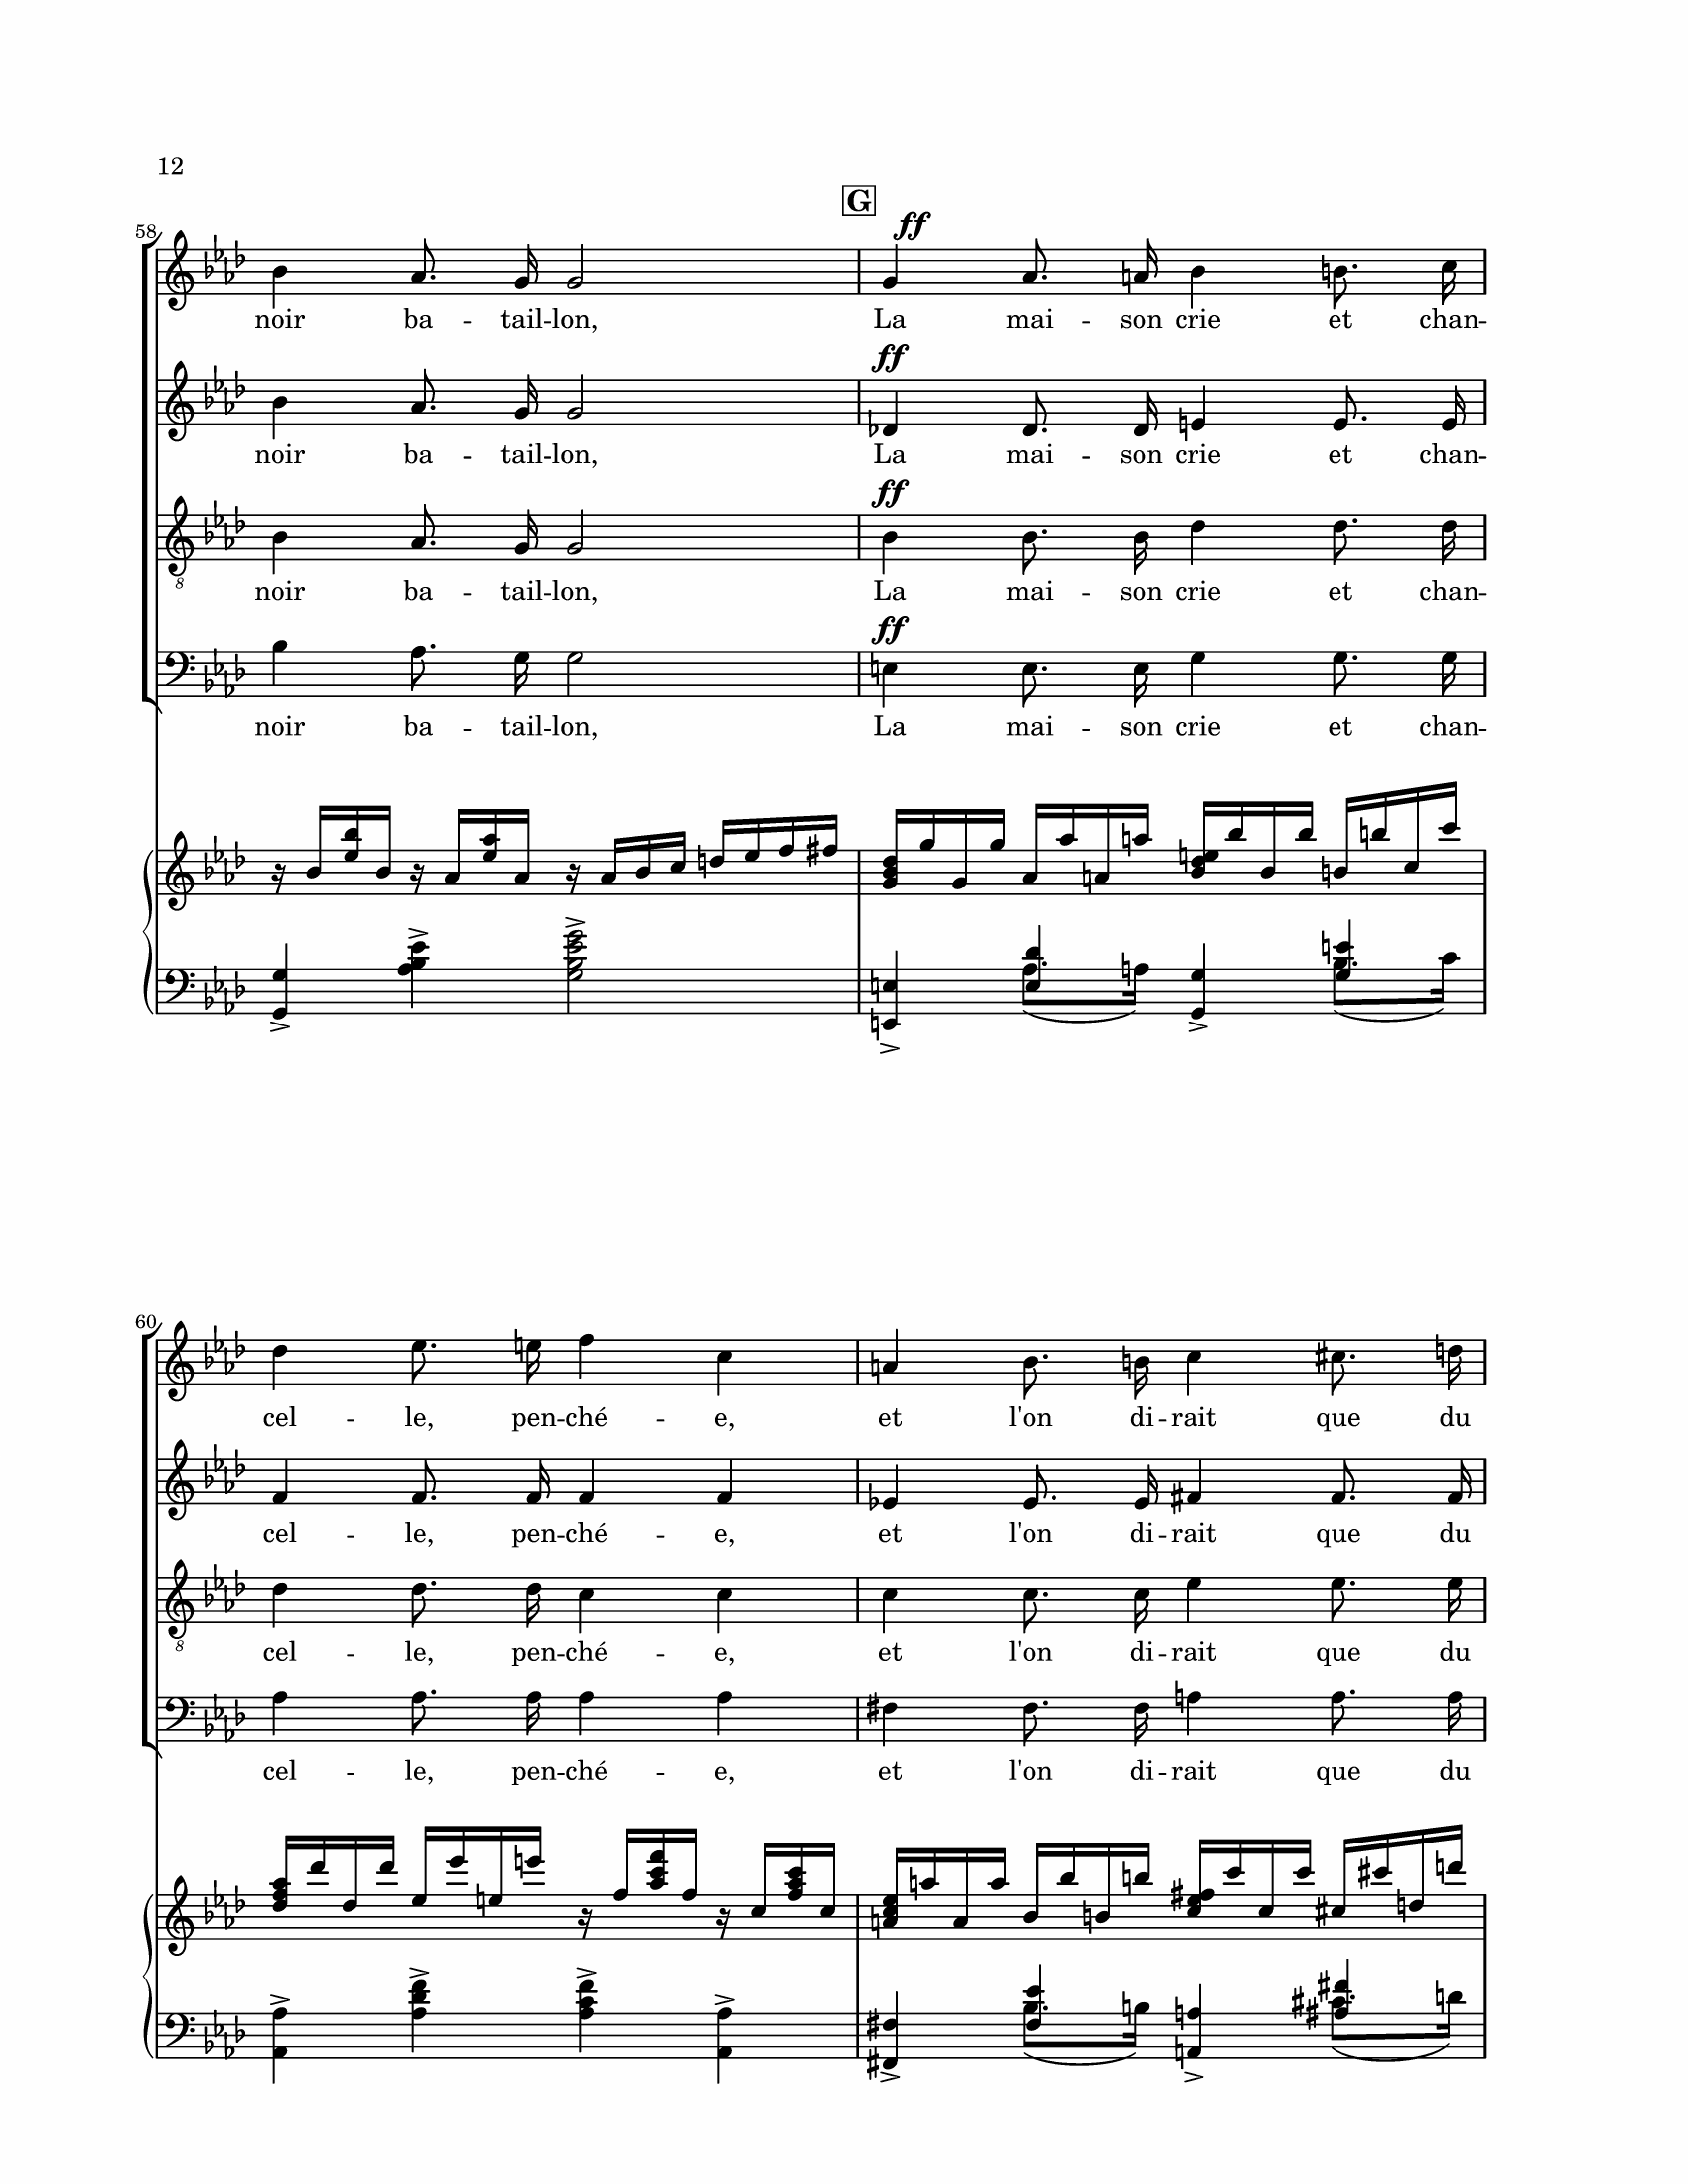 12
G
58
ff
noir ba -- tail -- lon, La mai -- son crie et chan --
ff
noir ba -- tail -- lon, La mai -- son crie et chan --
ff
8
noir ba -- tail -- lon, La mai -- son crie et chan --
ff
noir ba -- tail -- lon, La mai -- son crie et chan --
60
cel -- le, pen -- ché -- e, et l'on di -- rait que du
cel -- le, pen -- ché -- e, et l'on di -- rait que du
8
cel -- le, pen -- ché -- e, et l'on di -- rait que du
cel -- le, pen -- ché -- e, et l'on di -- rait que du